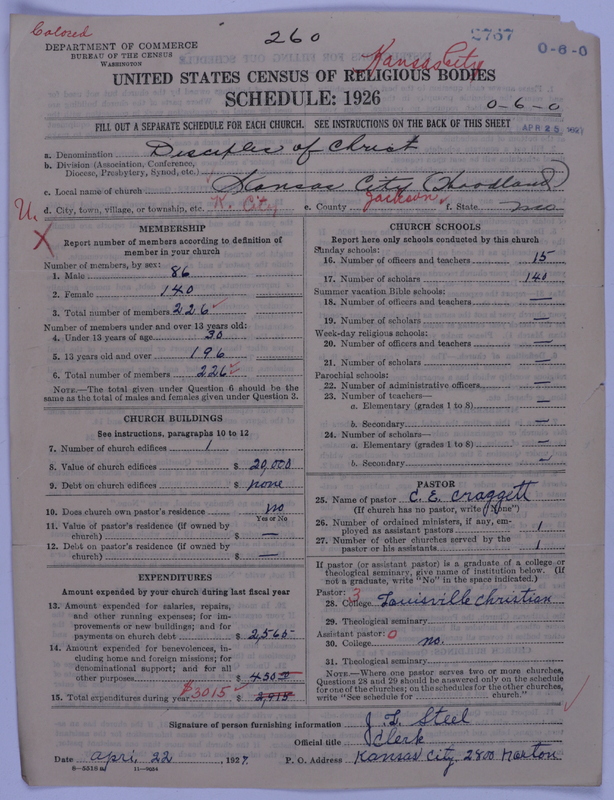 Colored
260
2767
DEPARTMENT OF COMMERCE
BUREAU OF THE CENSUS
WASHINGTON
Kansas City
0-6-0
UNITED STATES CENSUS OF RELIGIOUS BODIES
SCHEDULE: 1926
0-6-0
FILL OUT A SEPARATE SCHEDULE FOR EACH CHURCH. SEE INSTRUCTIONS ON THE BACK OF THIS SHEET
APR 25 1927
a. Denomination Disciples of Christ
b. Division (Association, Conference, Diocese, Presbytery, Synod, etc.)
c. Local name of church Kansas City (Woodland)
U. d. City, town, village, or township, etc. K. City e. County Jackson f. State Mo
X
MEMBERSHIP
Report number of members according to definition of member in your church
Number of members, by sex:
1. Male 86
2. Female 140
3. Total number of members 226
Number of members under and over 13 years old:
4. Under 13 years of age 30
5. 13 years old and over 196
6. Total number of members 226
NOTE.—The total given under Question 6 should be the same as the total of males and females given under Question 3.
CHURCH BUILDINGS
See instructions, paragraphs 10 to 12
7. Number of church edifices 1
8. Value of church edifices $ 20,000
9. Debt on church edifices $ none
10. Does church own pastor's residence no
Yes or No
11. Value of pastor's residence (if owned by church) $ —
12. Debt on pastor's residence (if owned by church) $ —
EXPENDITURES
Amount expended by your church during last fiscal year
13. Amount expended for salaries, repairs, and other running expenses; for improvements or new buildings; and for payments on church debt $ 2,565-
14. Amount expended for benevolences, including home and foreign missions; for denominational support; and for all other purposes $ 450
15. Total expenditures during year $3015 $ 2,915
CHURCH SCHOOLS
Report here only schools conducted by this church
Sunday schools:
16. Number of officers and teachers 15
17. Number of scholars 140
Summer vacation Bible schools:
18. Number of officers and teachers —
19. Number of scholars —
Week-day religious schools:
20. Number of officers and teachers —
21. Number of scholars —
Parochial schools:
22. Number of administrative officers —
23. Number of teachers—
a. Elementary (grades 1 to 8) —
b. Secondary —
24. Number of scholars—
a. Elementary (grades 1 to 8) —
b. Secondary —
PASTOR
25. Name of pastor C. E. Craggett
(If church has no pastor, write "None")
26. Number of ordained ministers, if any, employed as assistant pastors 1
27. Number of other churches served by the pastor or his assistants 1
If pastor (or assistant pastor) is a graduate of a college or theological seminary, give name of institution below. (If not a graduate, write "No" in the space indicated.)
Pastor: 3
28. College Louisville Christian
29. Theological seminary
Assistant pastor: 0
30. College no.
31. Theological seminary
NOTE.—Where one pastor serves two or more churches, Questions 28 and 29 should be answered only on the schedule for one of the churches; on the schedules for the other churches, write "See schedule for church."
Signature of person furnishing information J. L. Steel
Official title Clerk
Date apri, 22, 1927. P. O. Address Kansas City, 2800 Marton
6—5316 a 11—9034